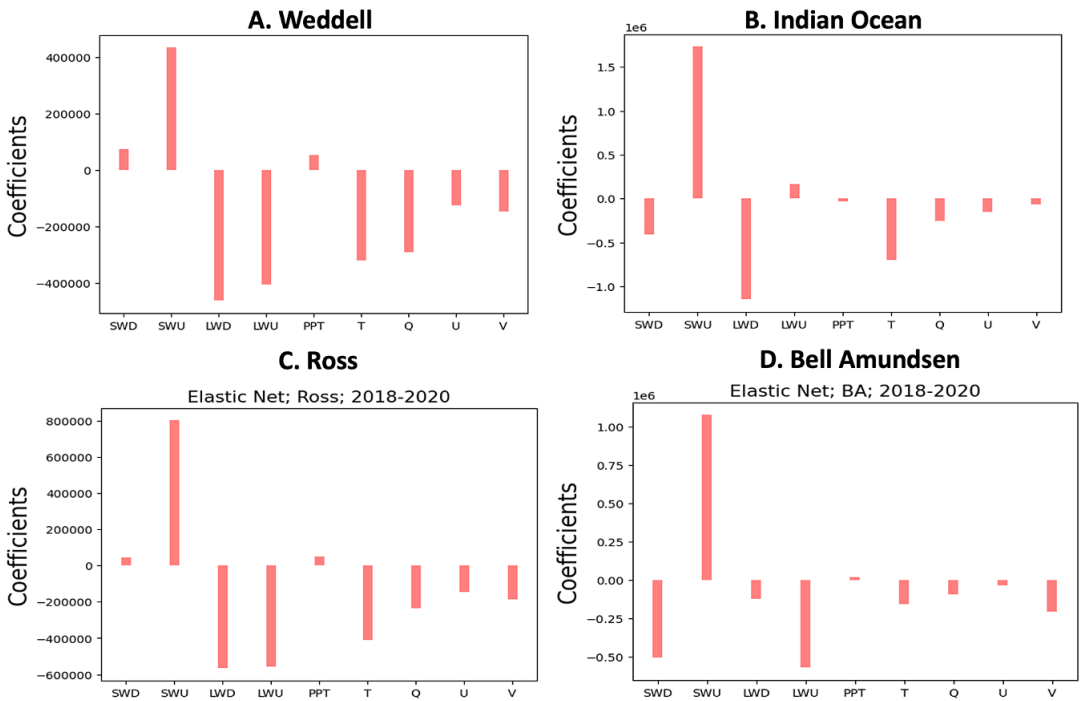 A. Weddell
Coefficients
400000
200000
0
−200000
−400000
SWD SWU LWD LWU PPT T Q U V
B. Indian Ocean
1e6
Coefficients
1.5
1.0
0.5
0.0
−0.5
−1.0
SWD SWU LWD LWU PPT T Q U V
C. Ross
Elastic Net; Ross; 2018-2020
Coefficients
800000
600000
400000
200000
0
−200000
−400000
−600000
SWD SWU LWD LWU PPT T Q U V
D. Bell Amundsen
Elastic Net; BA; 2018-2020
1e6
Coefficients
1.00
0.75
0.50
0.25
0.00
−0.25
−0.50
SWD SWU LWD LWU PPT T Q U V